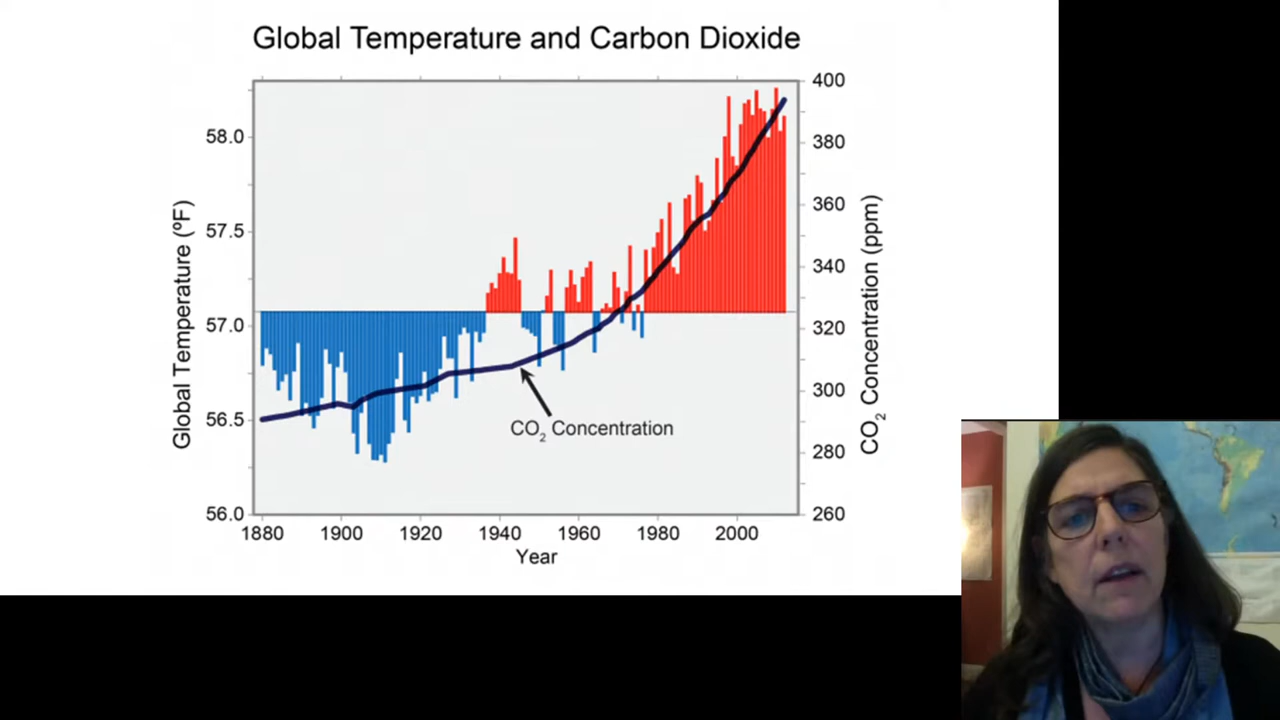 Global Temperature and Carbon Dioxide
Global Temperature (ºF)
58.0
57.5
57.0
56.5
56.0
400
380
360
340
320
300
280
260
CO2 Concentration (ppm)
CO2 Concentration
1880 1900 1920 1940 1960 1980 2000
Year